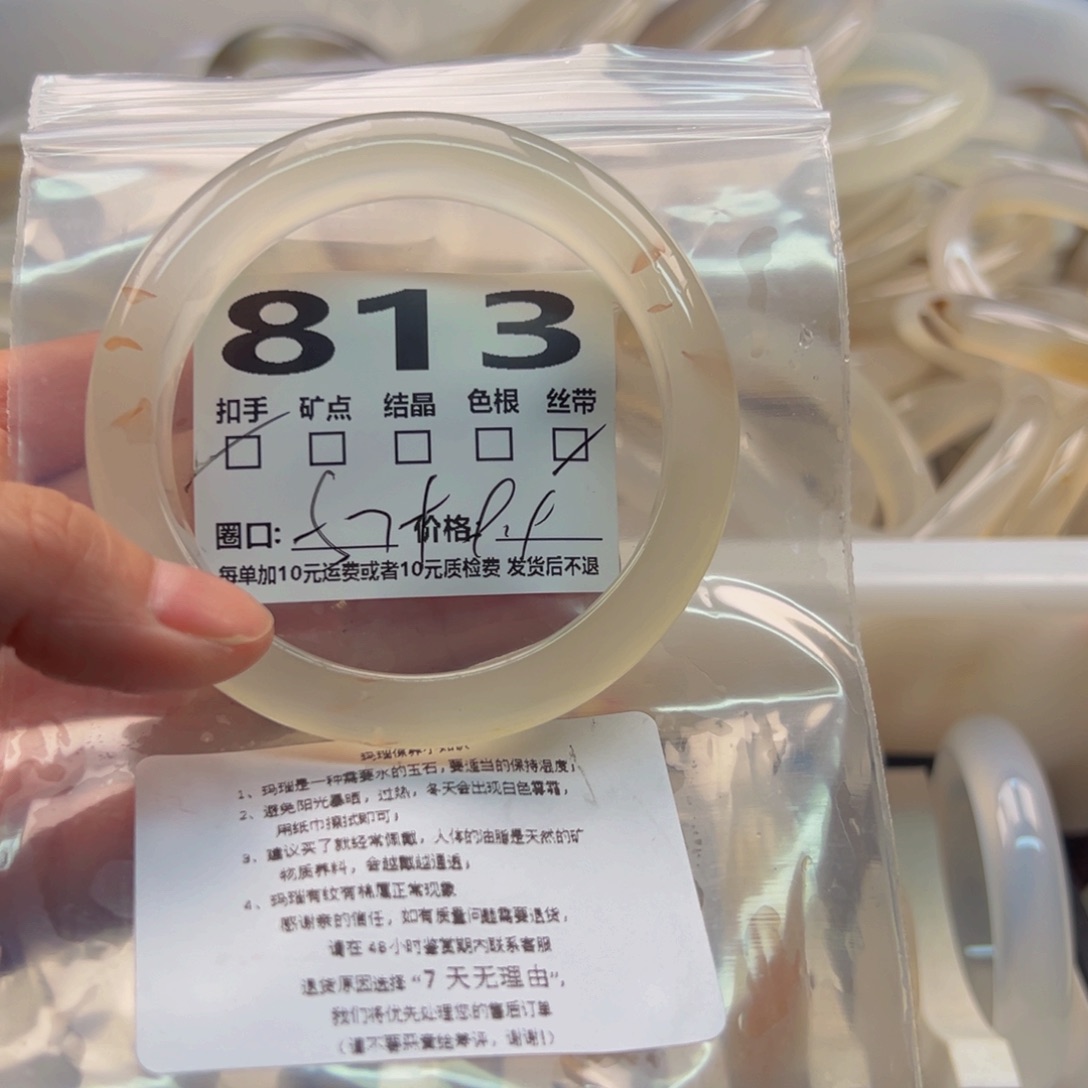 813
扣手 矿点 结晶 色根 丝带
圈口: 57 价格:
每单加10元运费或者10元质检费 发货后不退
玛瑙保养小知识
1、玛瑙是一种需要水的玉石,要适当的保持湿度,
2、避免阳光暴晒,过热,冬天会出现白色雾霜,
用纸巾擦拭即可,
3、建议买了就经常佩戴,人体的油脂是天然的矿
物质养料,会越戴越通透,
4、玛瑙有纹有棉属正常现象
感谢亲的信任,如有质量问题需要退货,
请在48小时鉴赏期内联系客服
退货原因选择“7天无理由”,
我们将优先处理您的售后订单
(请不要恶意给差评,谢谢!)